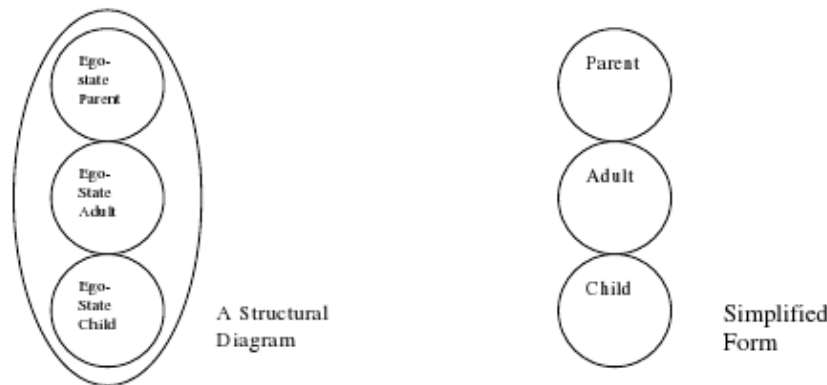 Ego-
state
Parent
Ego-
State
Adult
Ego-
State
Child
A Structural
Diagram
Parent
Adult
Child
Simplified
Form